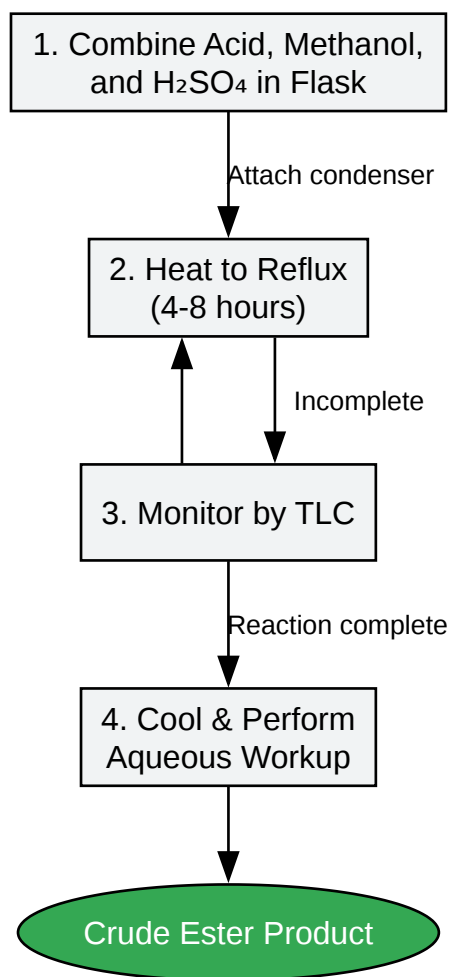 1. Combine Acid, Methanol,
and H₂SO₄ in Flask
Attach condenser
2. Heat to Reflux
(4-8 hours)
Incomplete
3. Monitor by TLC
Reaction complete
4. Cool & Perform
Aqueous Workup
Crude Ester Product